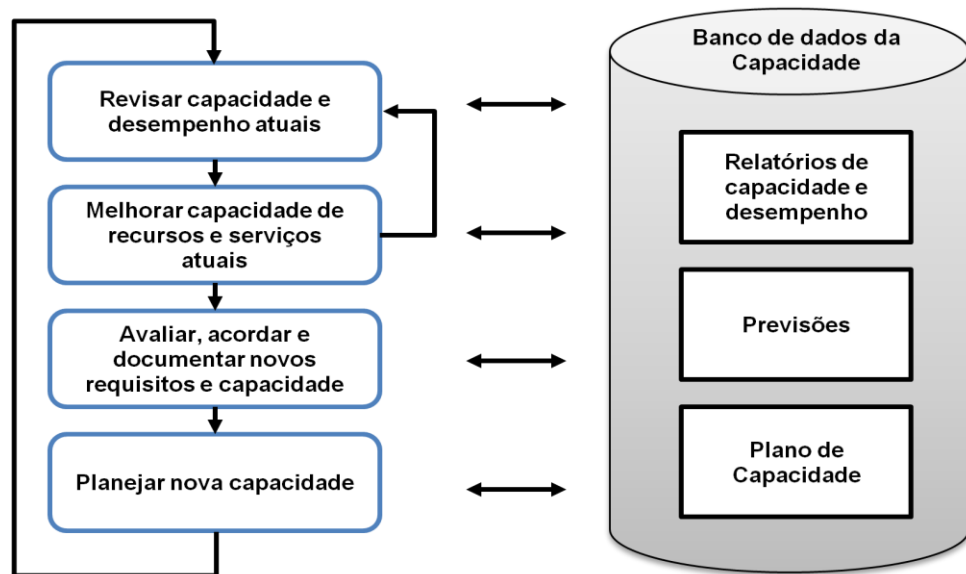 Revisar capacidade e
desempenho atuais
Melhorar capacidade de
recursos e serviços
atuais
Avaliar, acordar e
documentar novos
requisitos e capacidade
Planejar nova capacidade
Banco de dados da
Capacidade
Relatórios de
capacidade e
desempenho
Previsões
Plano de
Capacidade